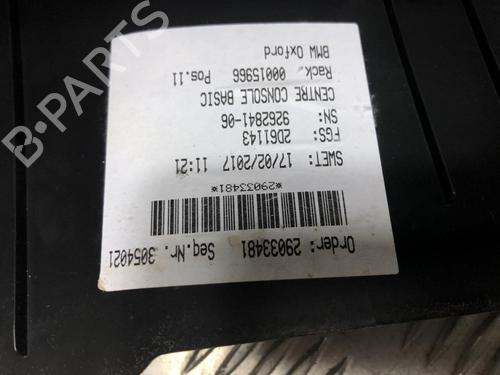 Order: 29033481 Seq.Nr. 3054021
*29033481*
SWET: 17/02/2017 11:21
FGS: 2D61143
SN: 9262841-06
CENTRE CONSOLE BASIC
Rack 00015966 Pos.11
BMW Oxford
B-PARTS